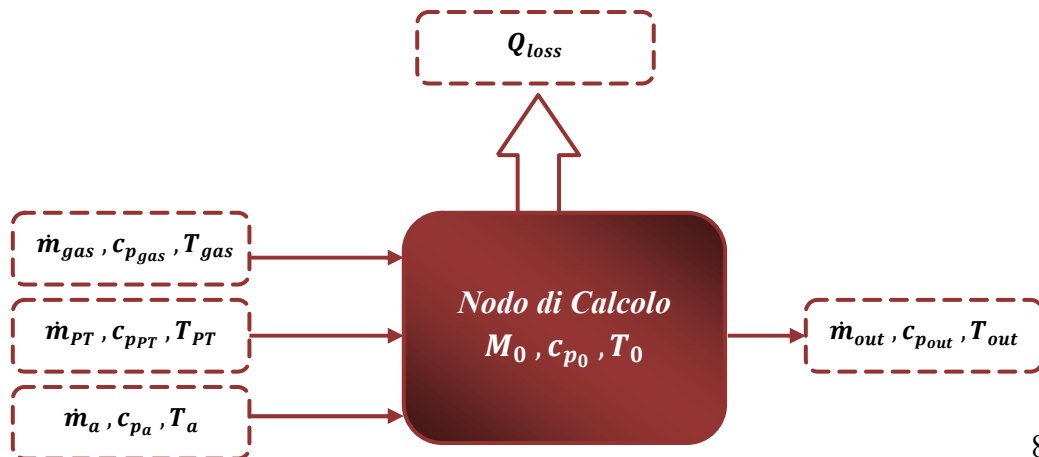 Q_loss
ṁ_gas , c_p_gas , T_gas
ṁ_PT , c_p_PT , T_PT
ṁ_a , c_p_a , T_a
Nodo di Calcolo
M_0 , c_p_0 , T_0
ṁ_out , c_p_out , T_out
8